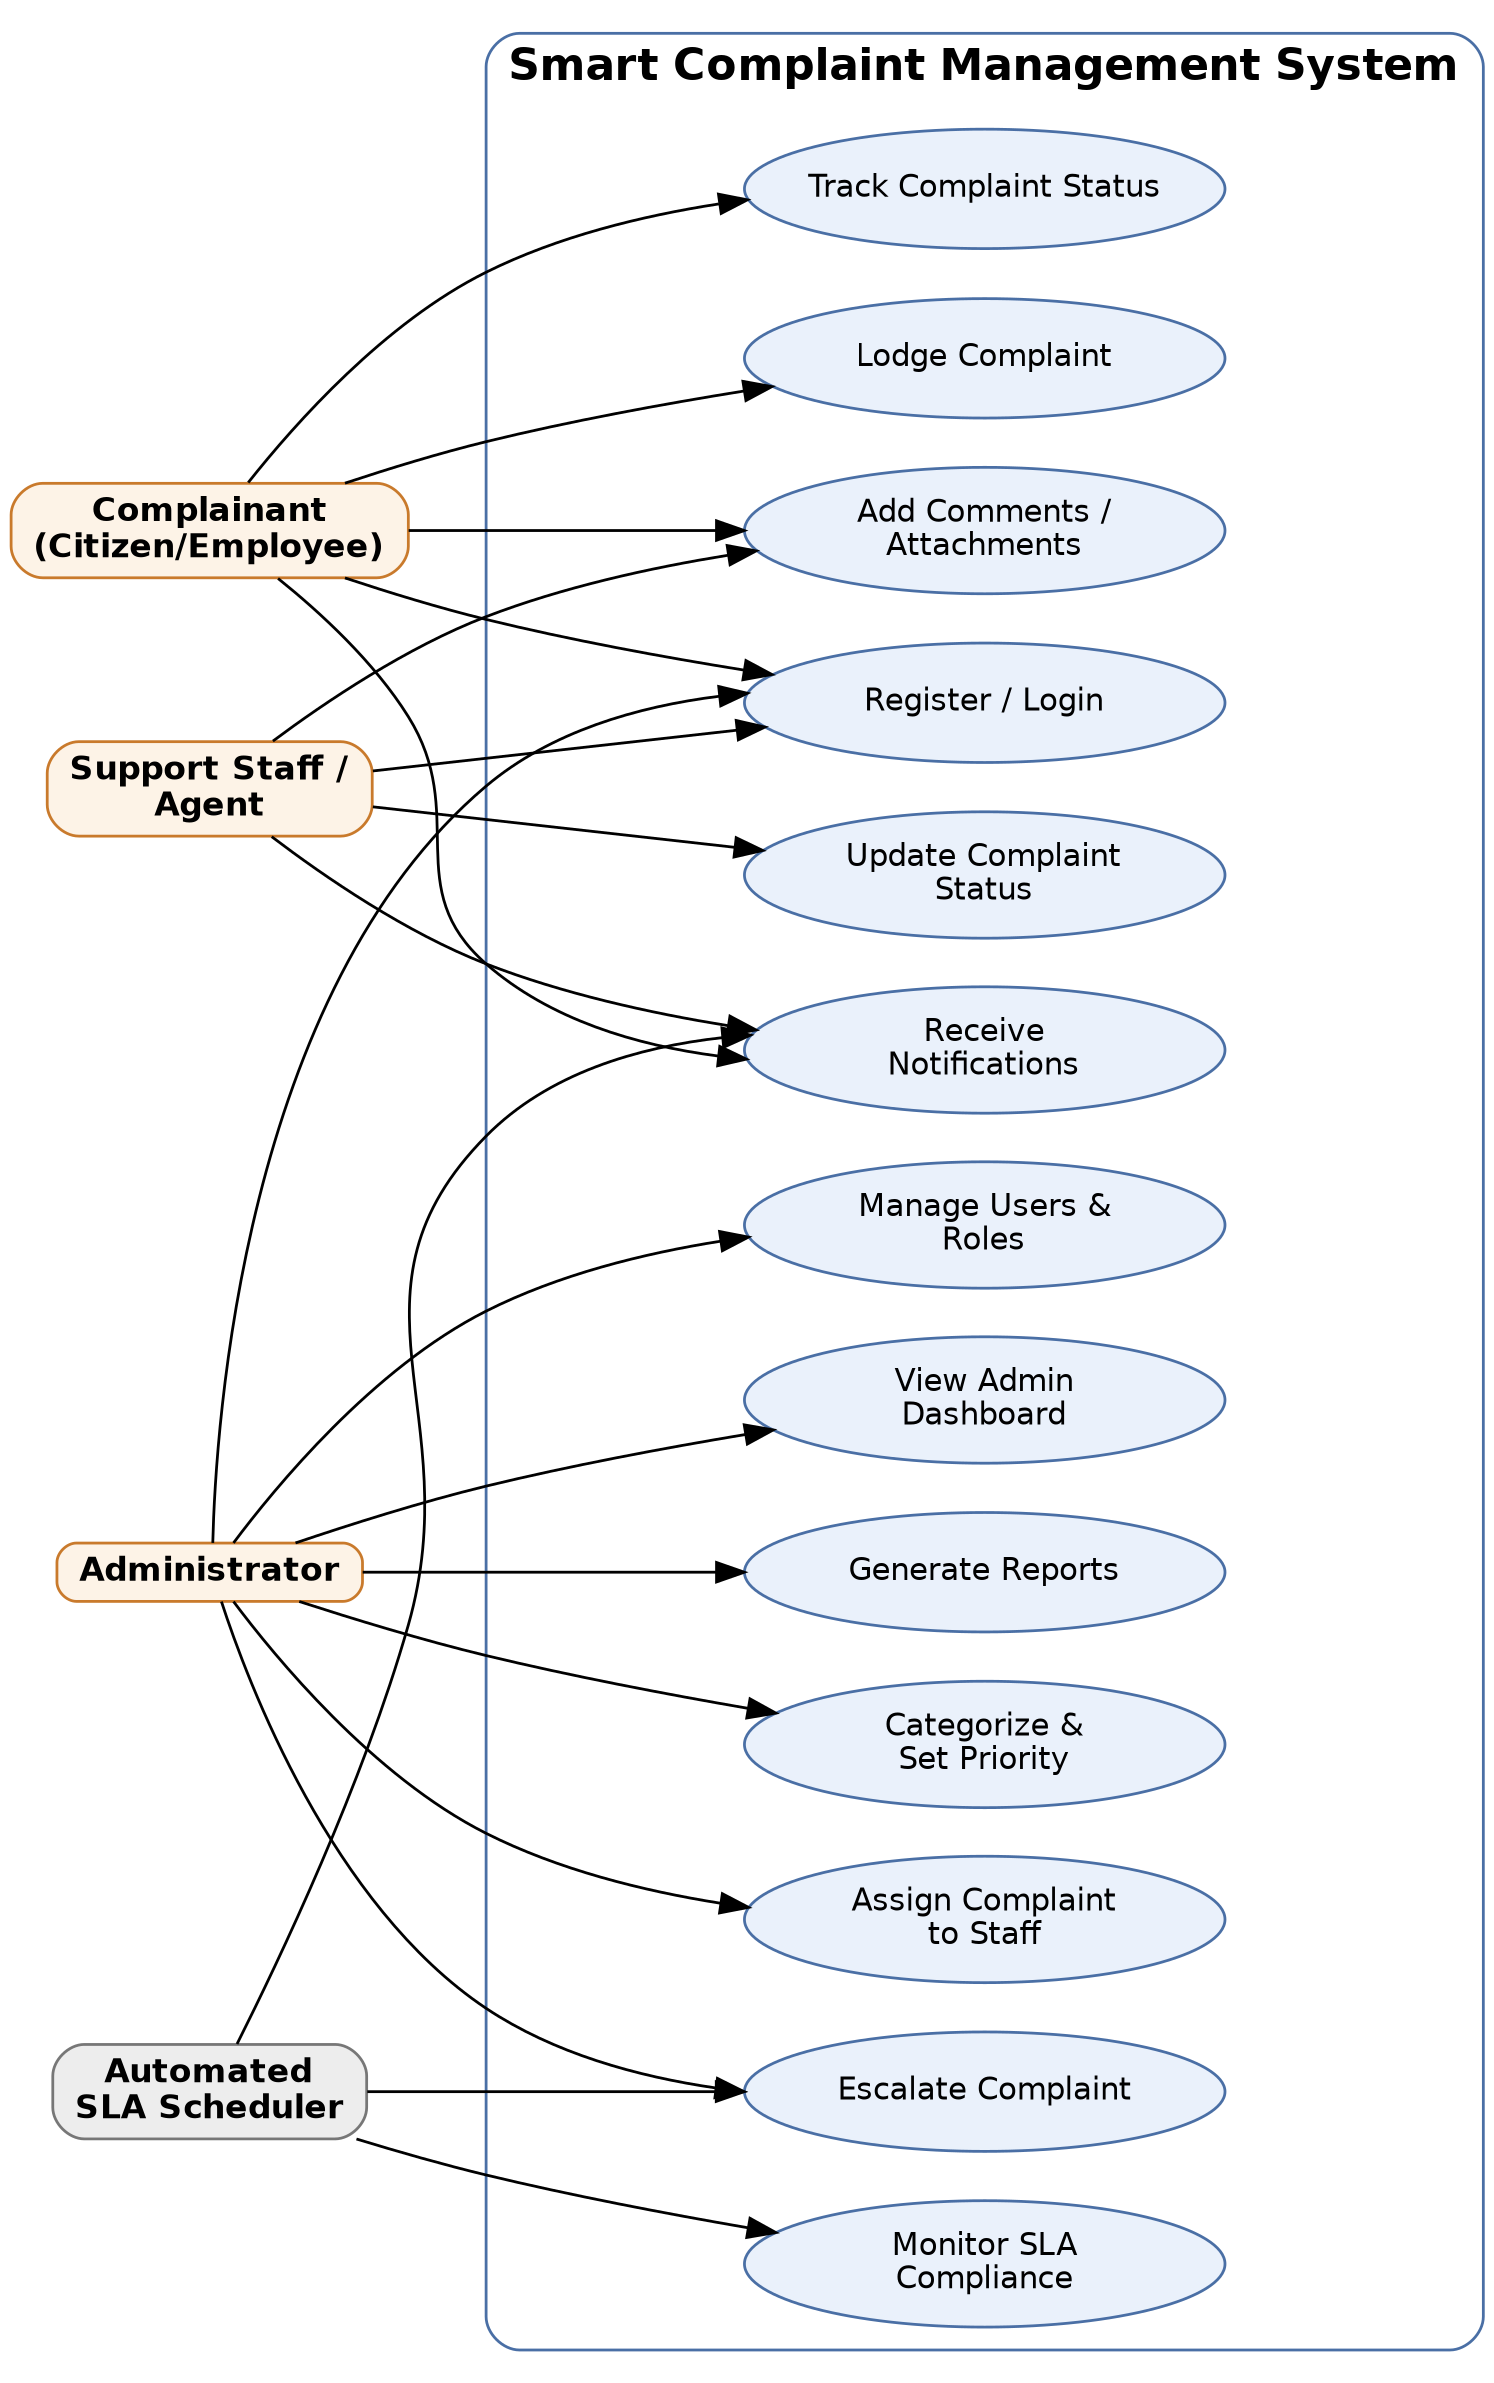 Smart Complaint Management System
Track Complaint Status
Lodge Complaint
Complainant
(Citizen/Employee)
Add Comments /
Attachments
Register / Login
Support Staff /
Agent
Update Complaint
Status
Receive
Notifications
Manage Users &
Roles
View Admin
Dashboard
Administrator
Generate Reports
Categorize &
Set Priority
Assign Complaint
to Staff
Automated
SLA Scheduler
Escalate Complaint
Monitor SLA
Compliance